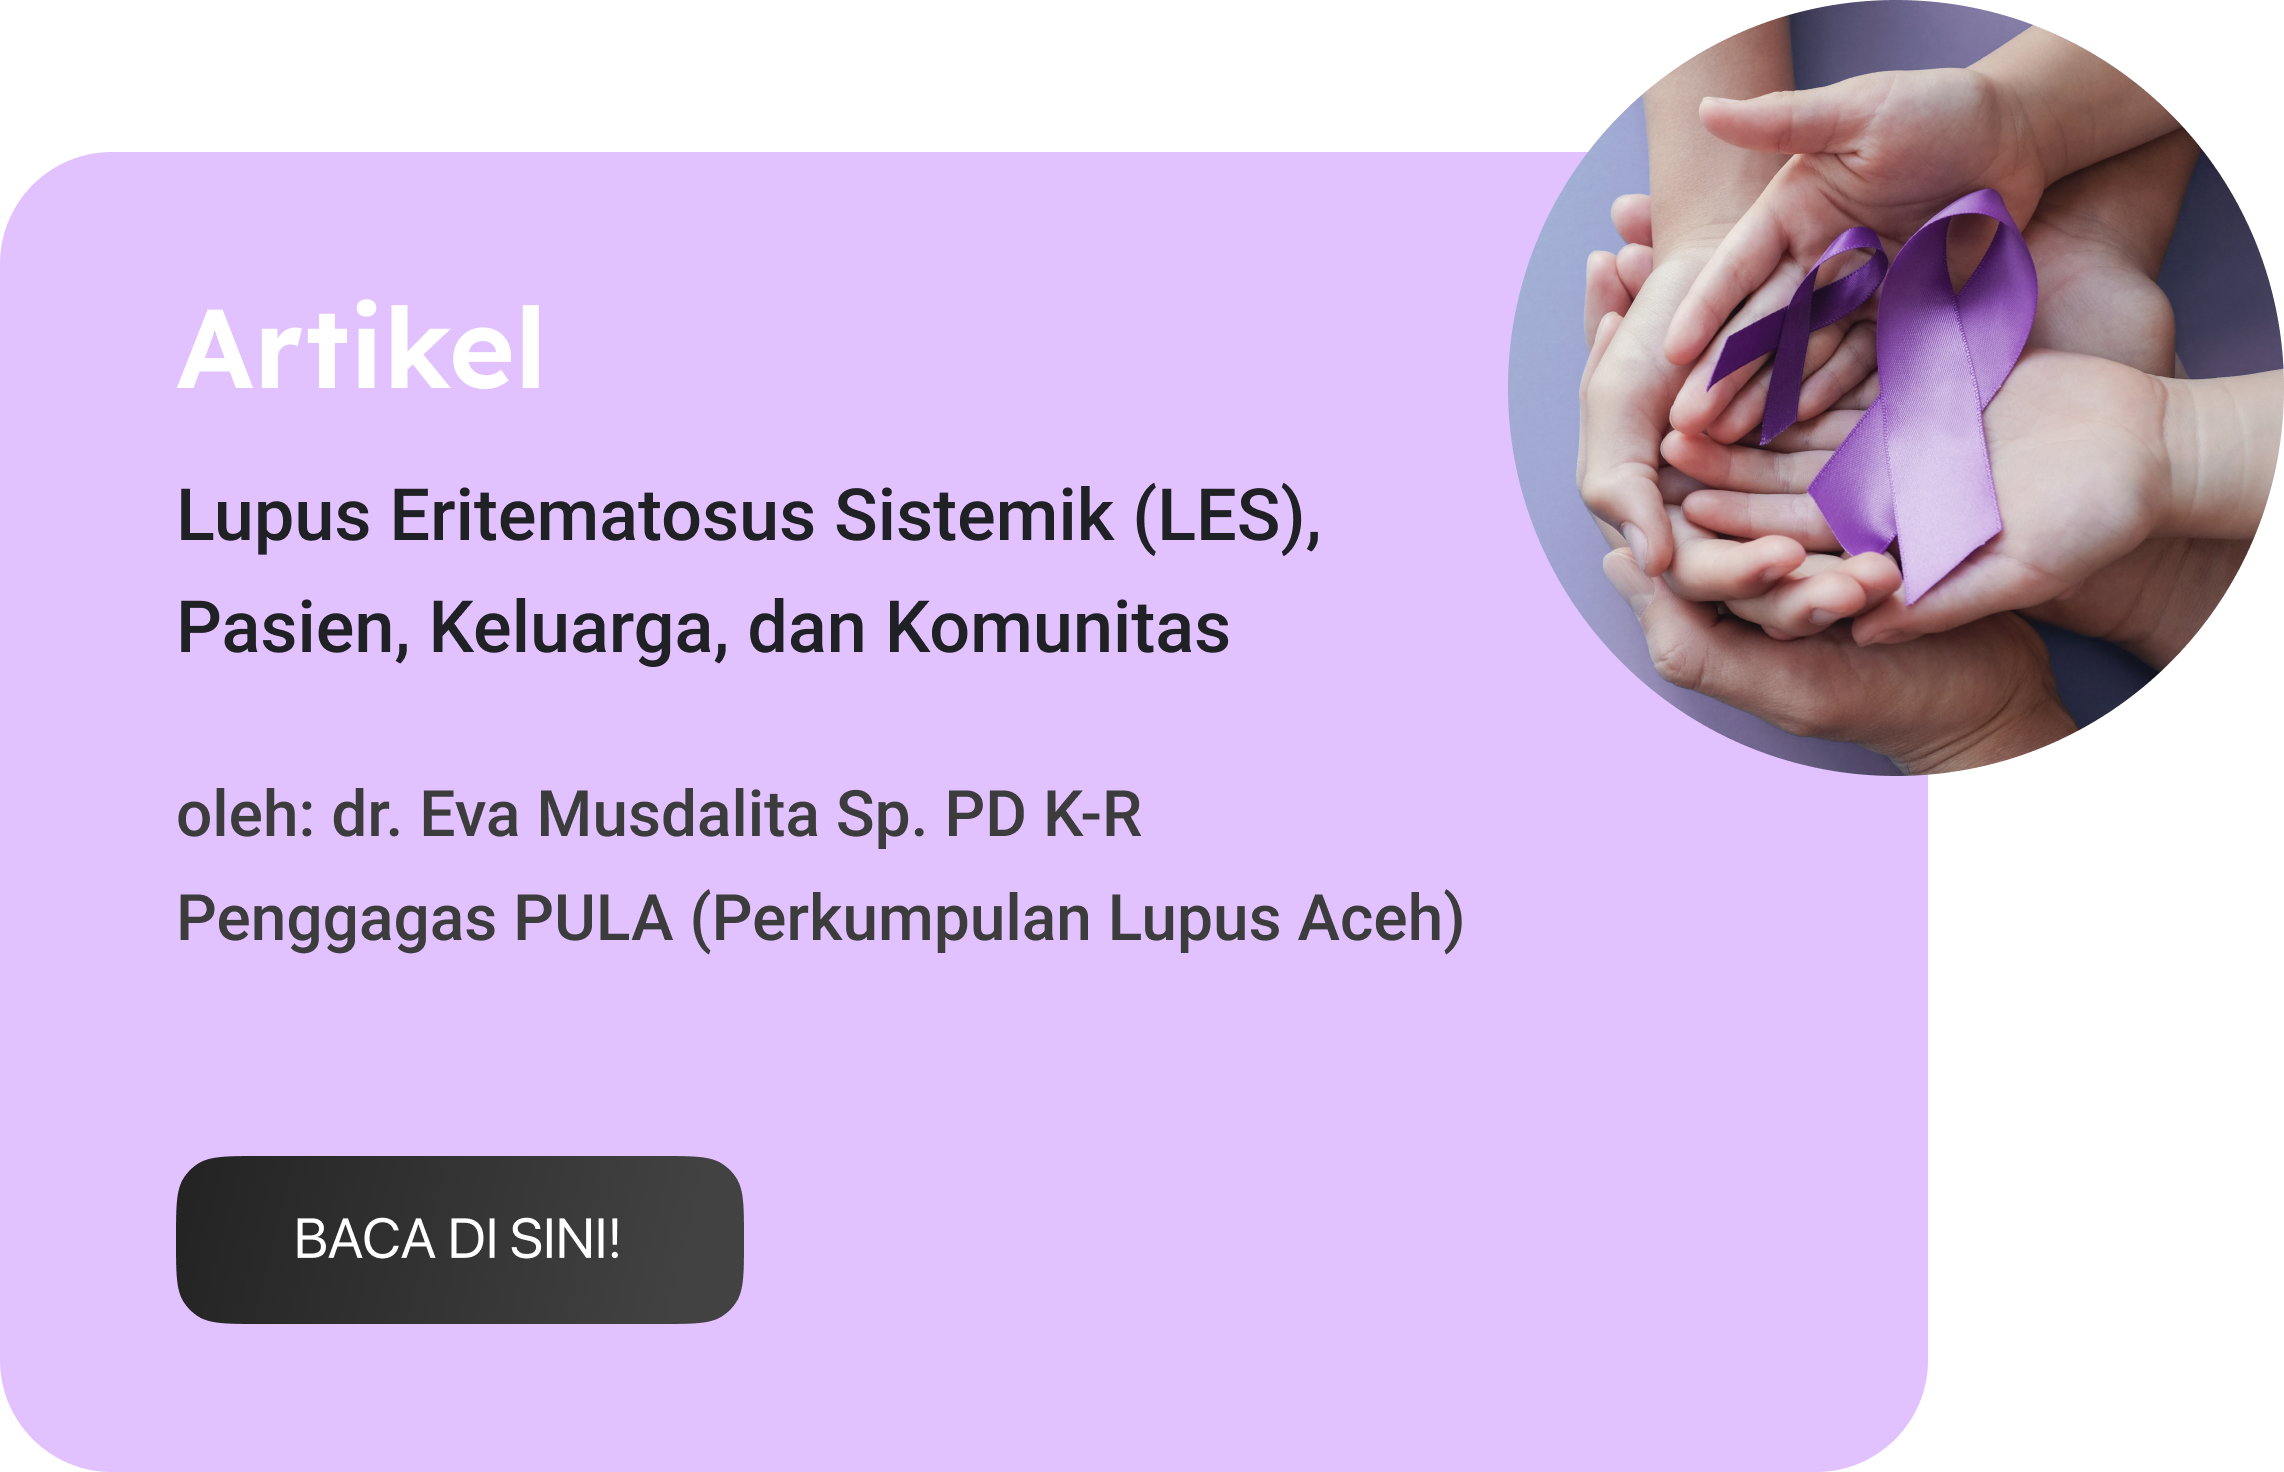 Artikel
Lupus Eritematosus Sistemik (LES),
Pasien, Keluarga, dan Komunitas
oleh: dr. Eva Musdalita Sp. PD K-R
Penggagas PULA (Perkumpulan Lupus Aceh)
BACA DI SINI!